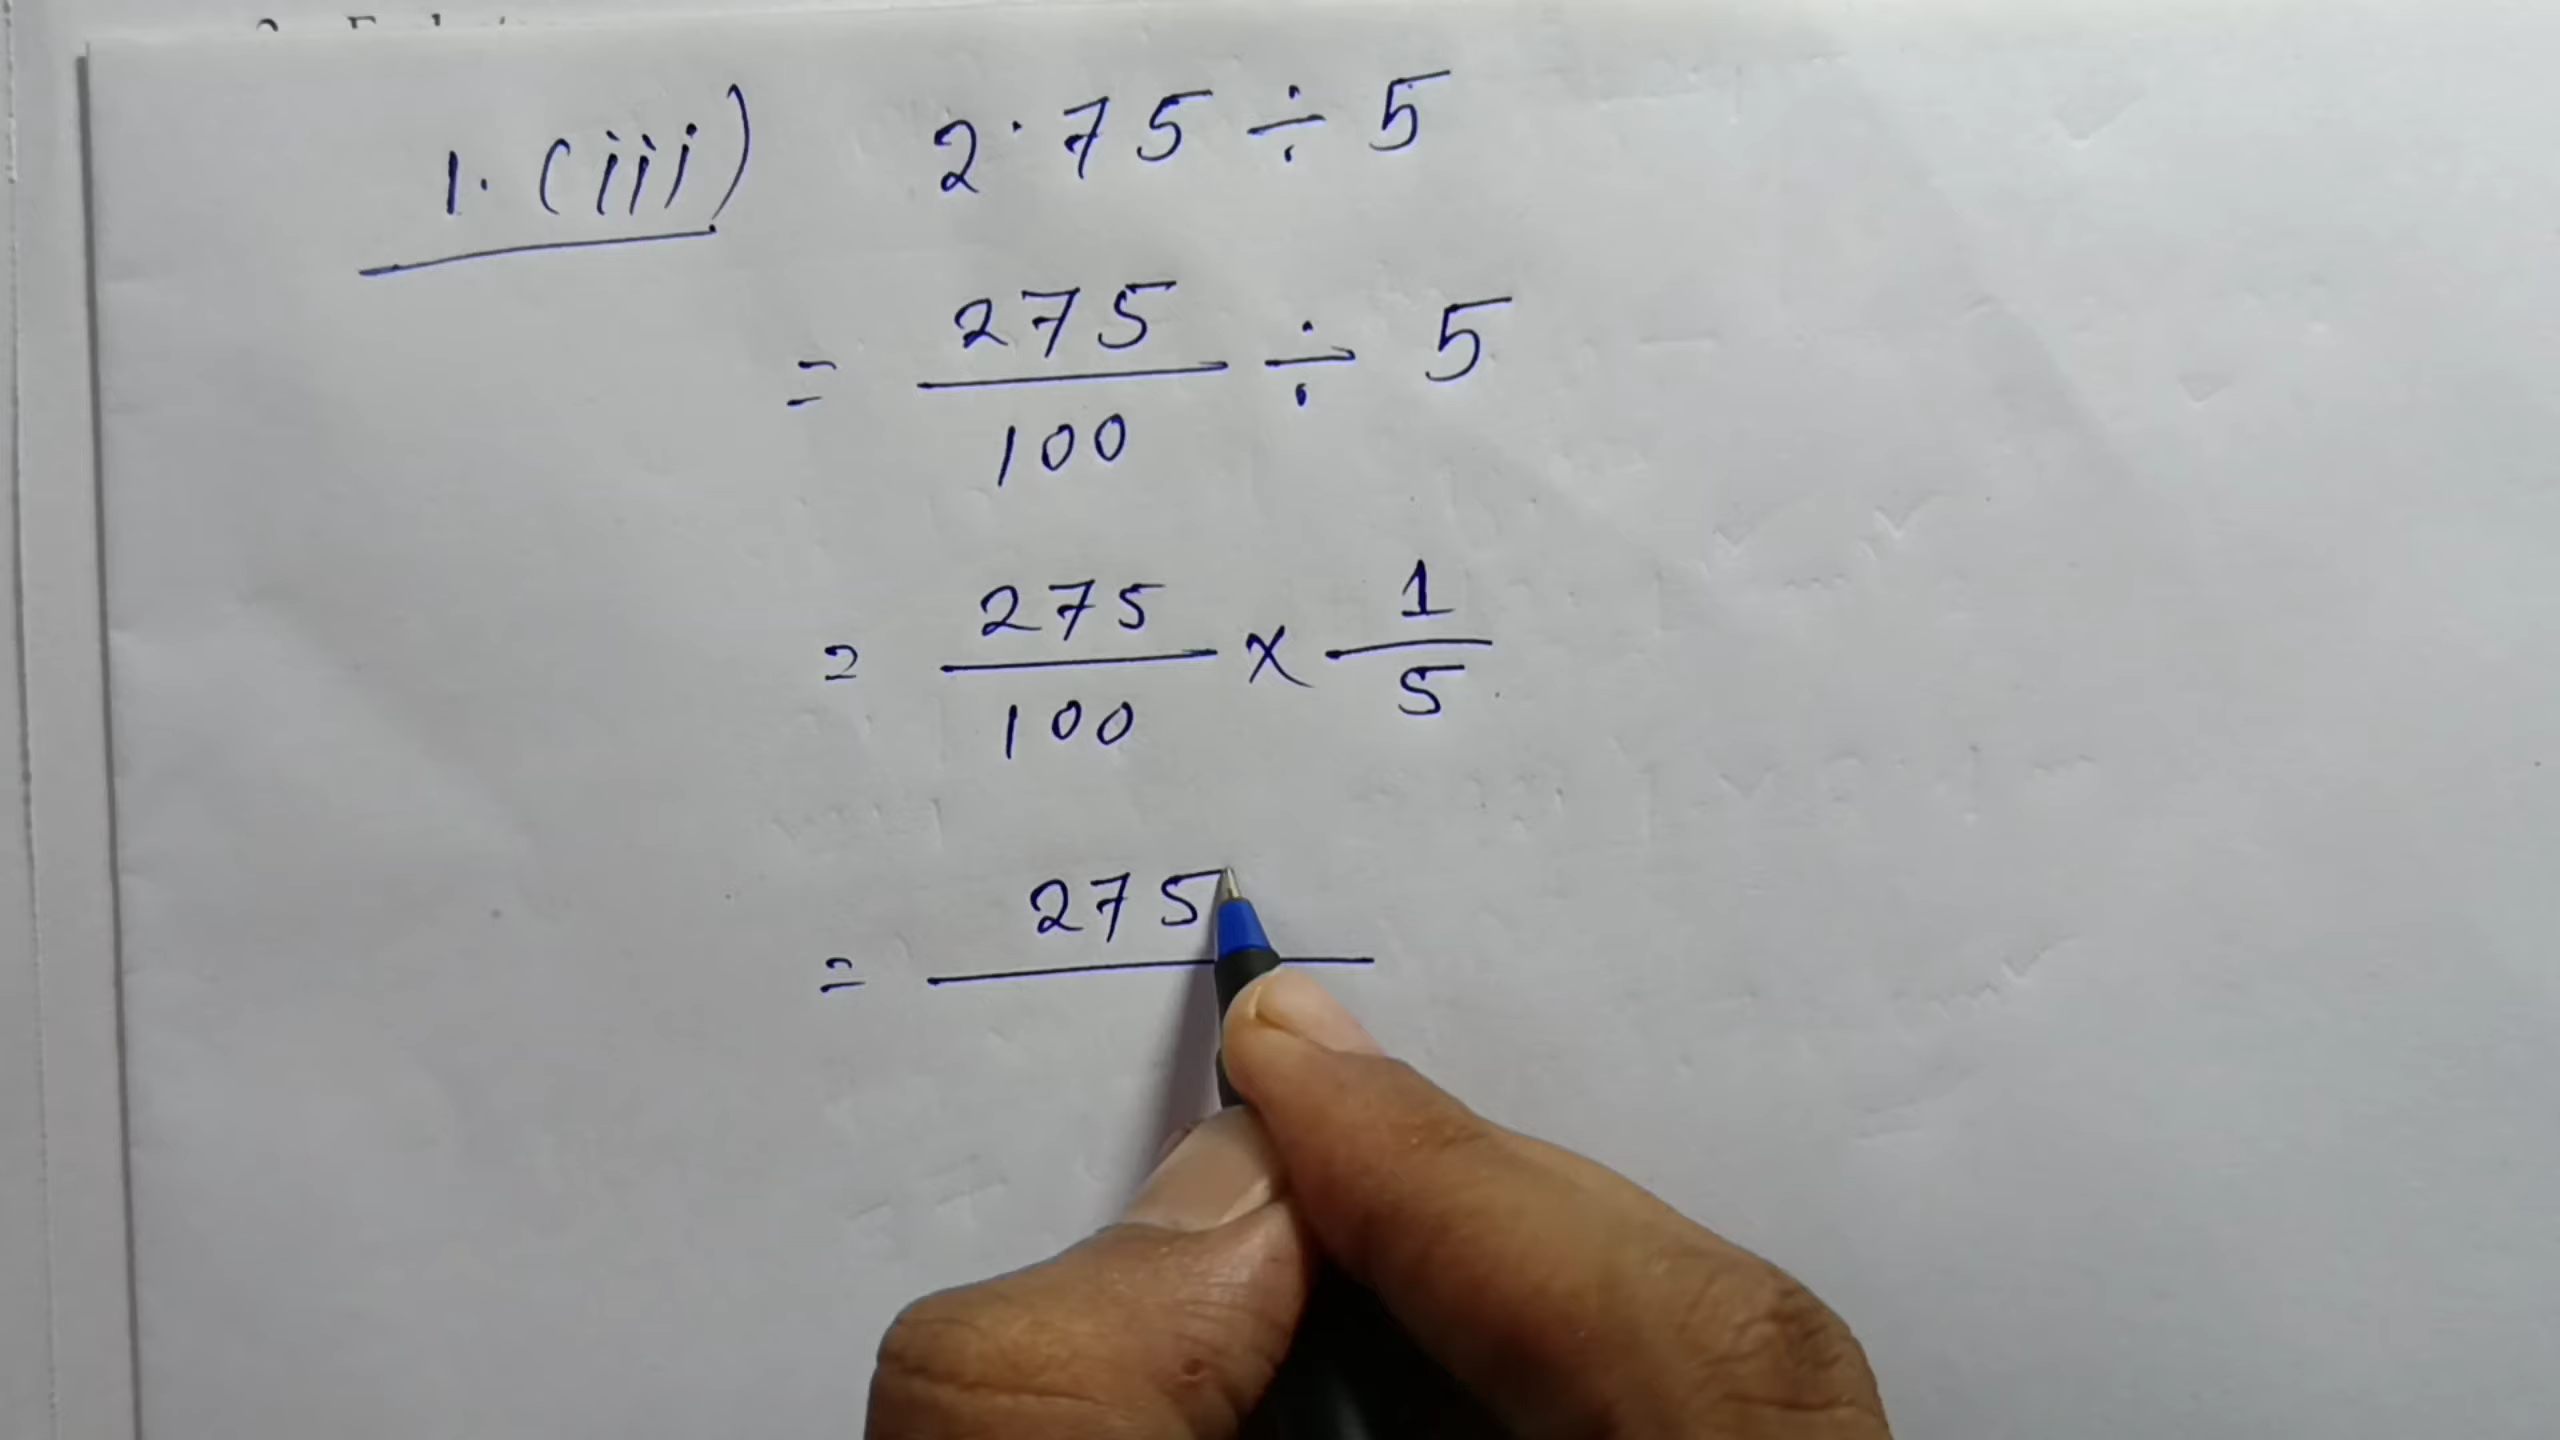 1. (iii) 2.75 ÷ 5
= 275/100 ÷ 5
= 275/100 × 1/5
= 275